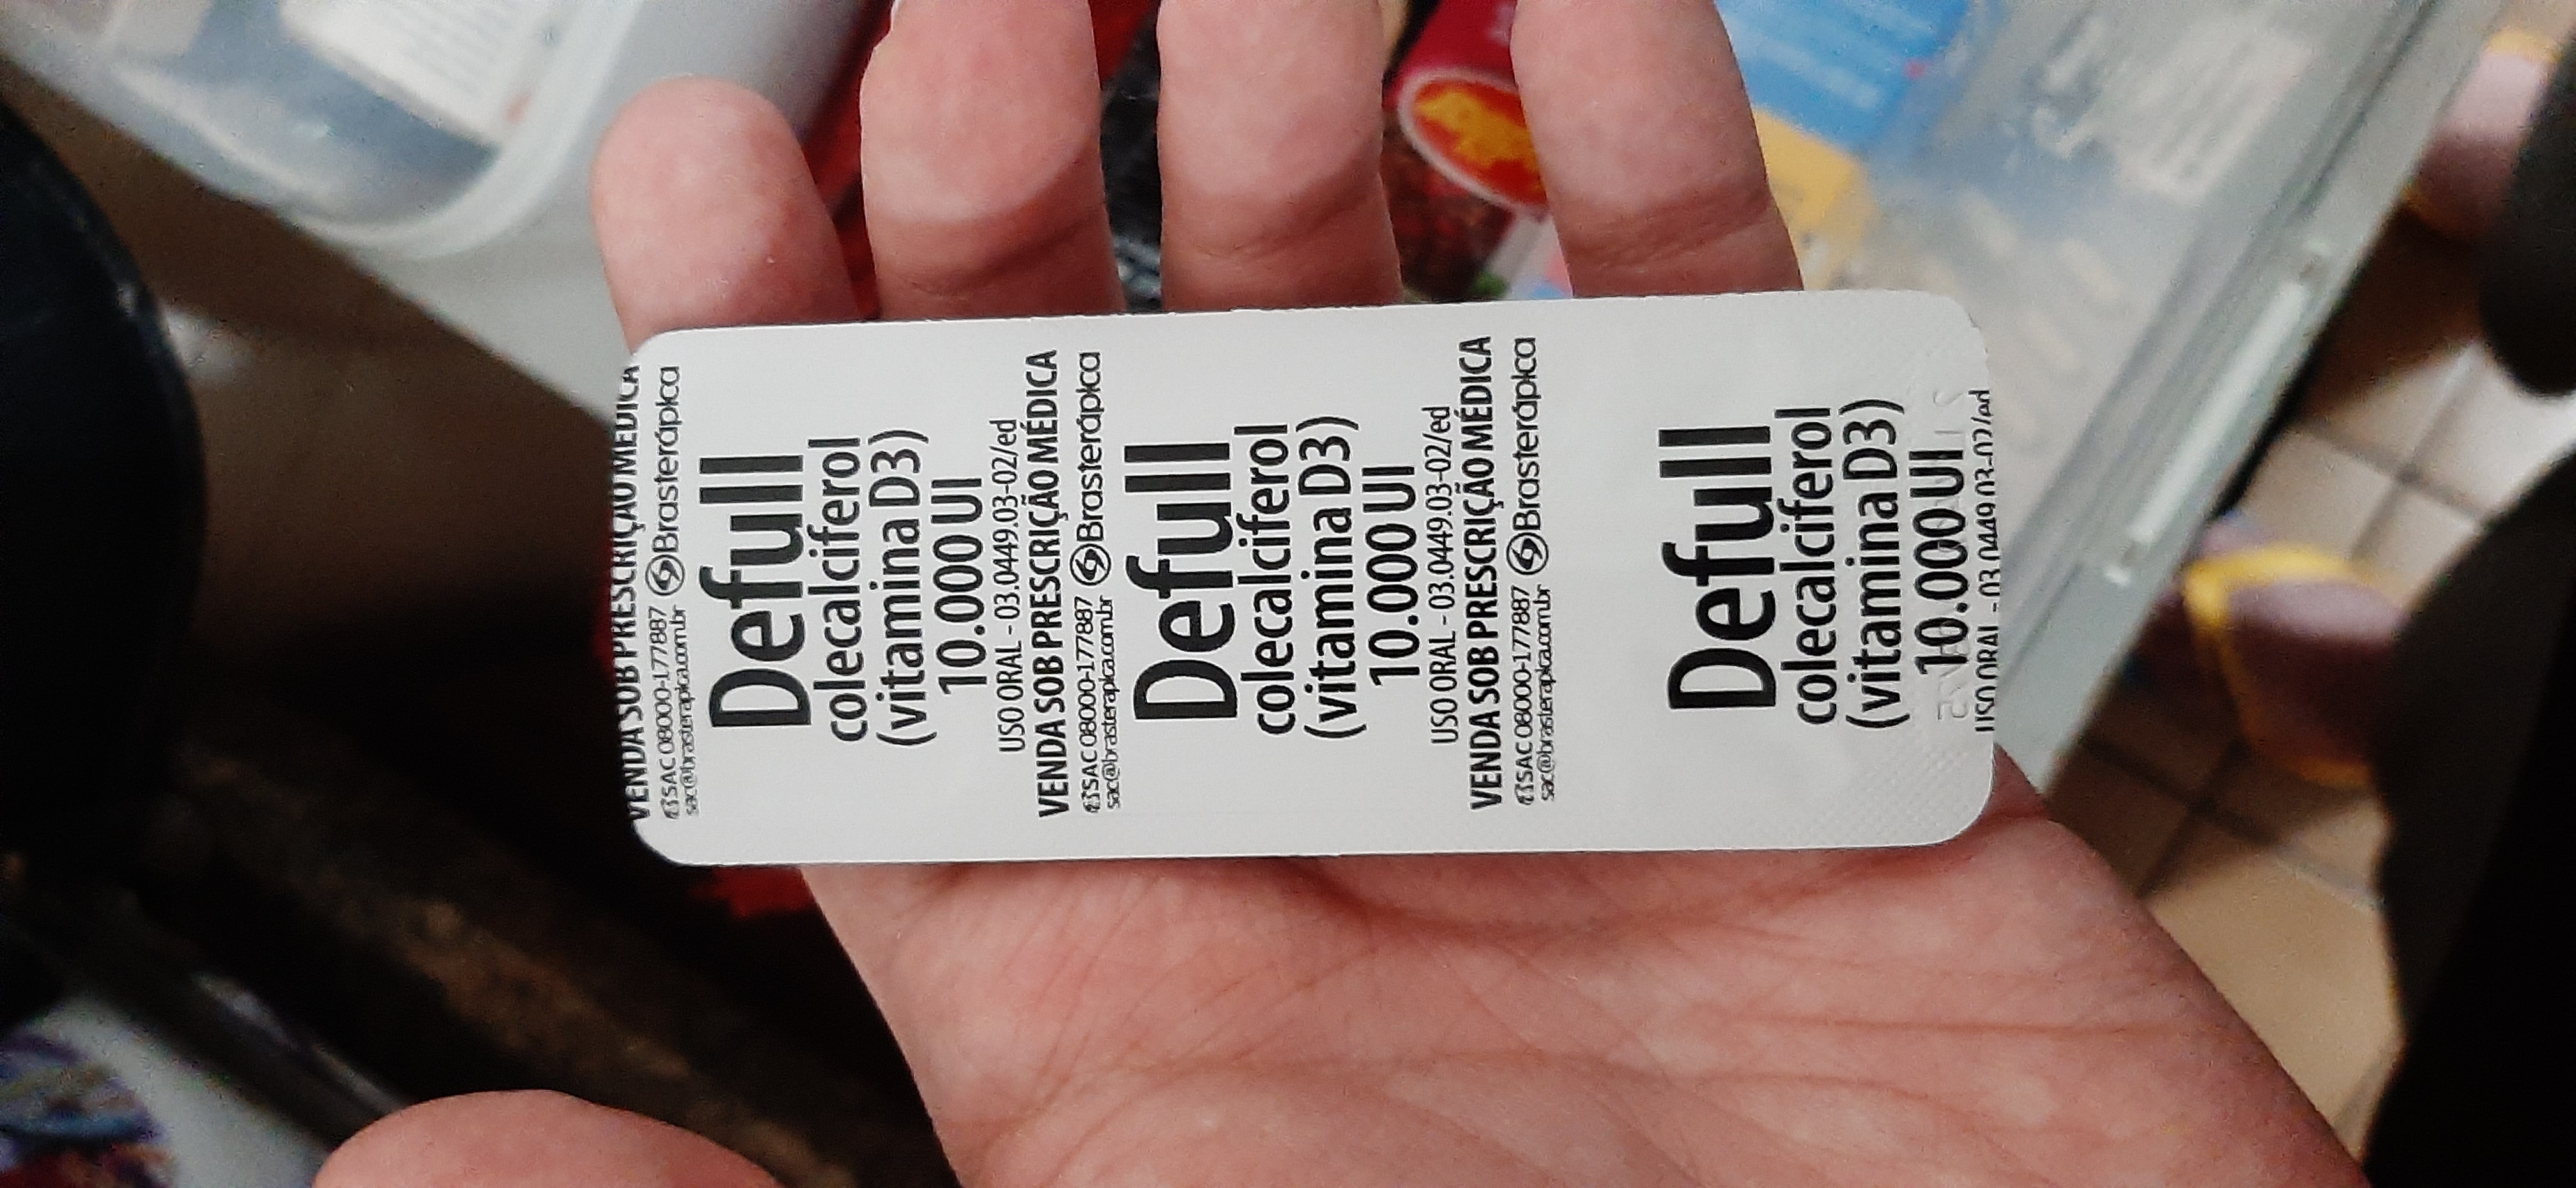 VENDA SOB PRESCRIÇÃO MÉDICA
SAC 08000-177887
sac@brasterapica.com.br
Brasterápica
Defull
colecalciferol
(vitamina D3)
10.000 UI
USO ORAL - 03.0449.03-02/ed
VENDA SOB PRESCRIÇÃO MÉDICA
SAC 08000-177887
sac@brasterapica.com.br
Brasterápica
Defull
colecalciferol
(vitamina D3)
10.000 UI
USO ORAL - 03.0449.03-02/ed
VENDA SOB PRESCRIÇÃO MÉDICA
SAC 08000-177887
sac@brasterapica.com.br
Brasterápica
Defull
colecalciferol
(vitamina D3)
10.000 UI
USO ORAL - 03.0449.03-02/ed